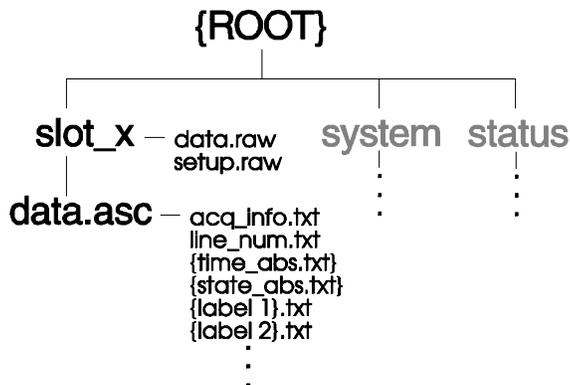 {ROOT}
slot_x
data.raw
setup.raw
system
status
data.asc
acq_info.txt
line_num.txt
{time_abs.txt}
{state_abs.txt}
{label 1}.txt
{label 2}.txt